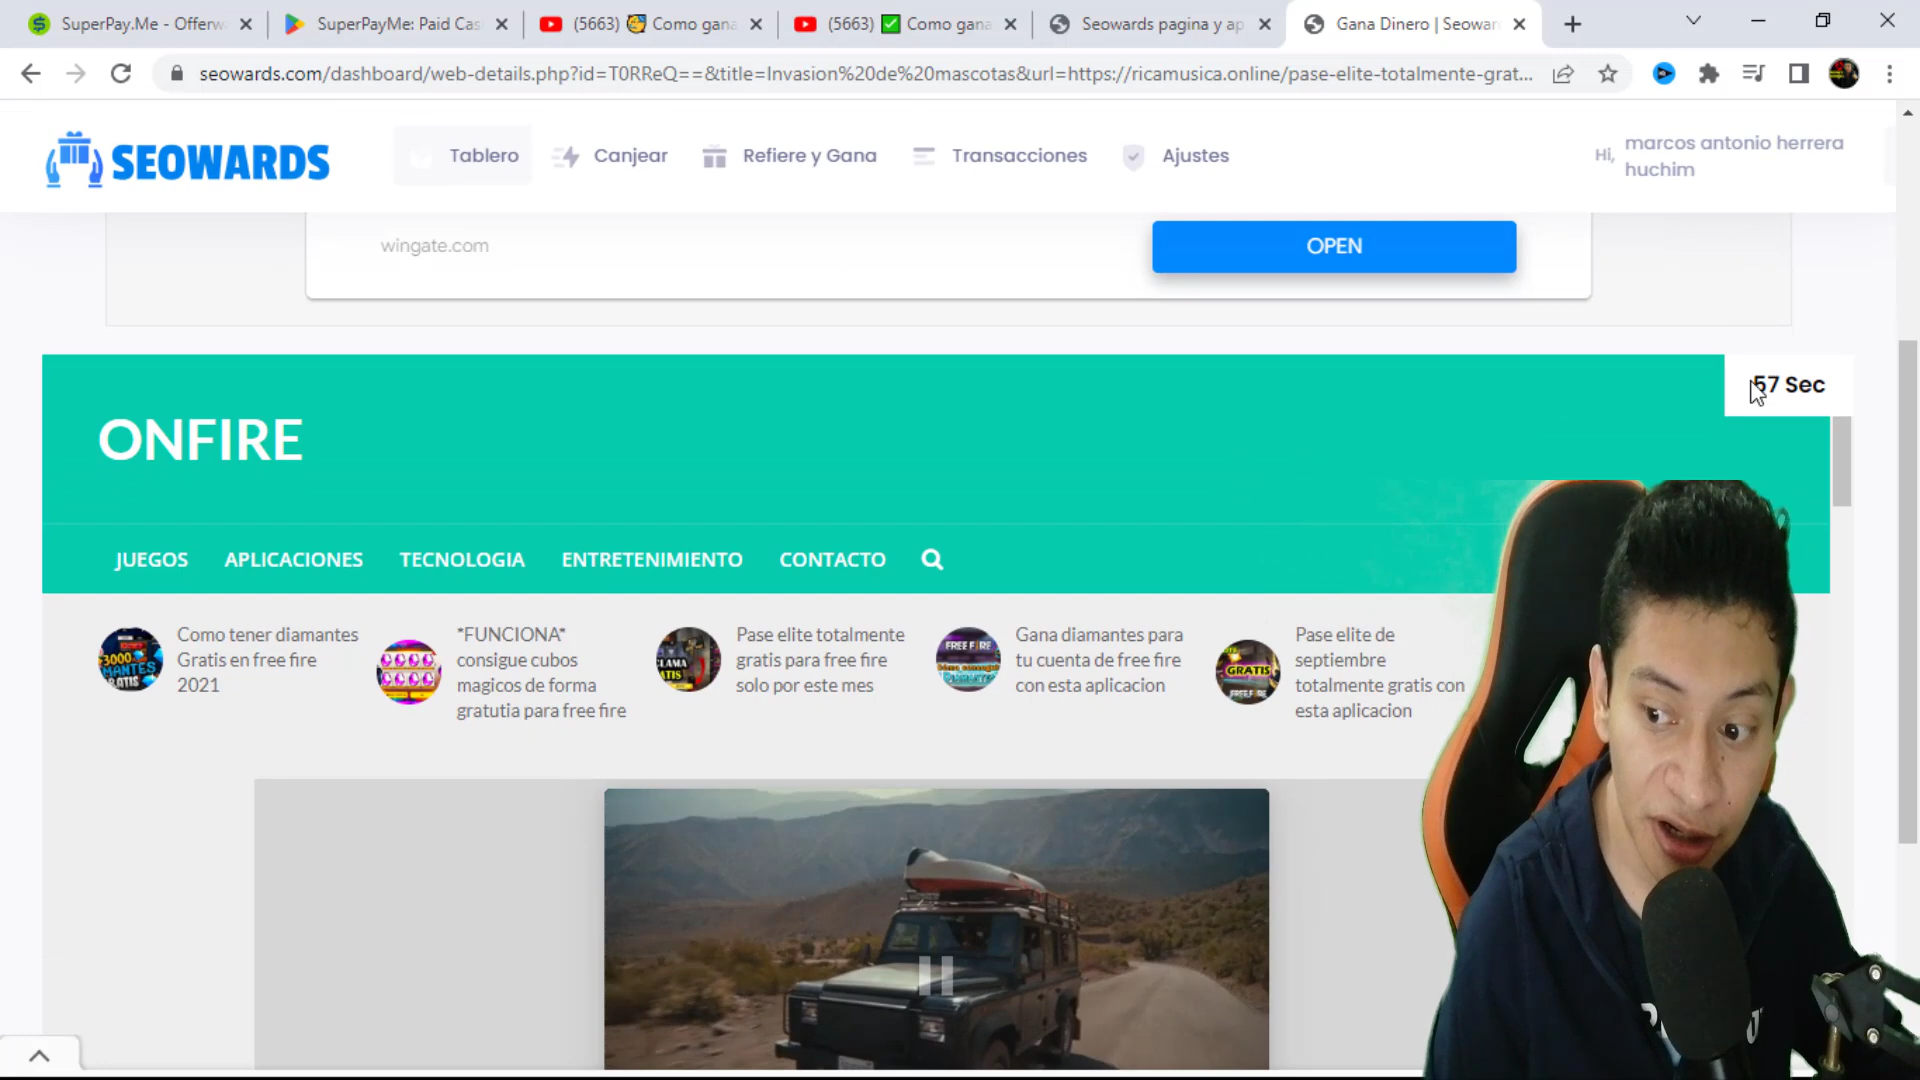 SuperPay.Me - Offerw
SuperPayMe: Paid Cas
(5663) Como gana
(5663) Como gana
Seowards pagina y ap
Gana Dinero | Seowar
seowards.com/dashboard/web-details.php?id=T0RReQ==&title=Invasion%20de%20mascotas&url=https://ricamusica.online/pase-elite-totalmente-grat...
SEOWARDS
Tablero
Canjear
Refiere y Gana
Transacciones
Ajustes
Hi,
marcos antonio herrera
huchim
wingate.com
OPEN
57 Sec
ONFIRE
JUEGOS
APLICACIONES
TECNOLOGIA
ENTRETENIMIENTO
CONTACTO
Como tener diamantes
Gratis en free fire
2021
*FUNCIONA*
consigue cubos
magicos de forma
gratutia para free fire
Pase elite totalmente
gratis para free fire
solo por este mes
Gana diamantes para
tu cuenta de free fire
con esta aplicacion
Pase elite de
septiembre
totalmente gratis con
esta aplicacion